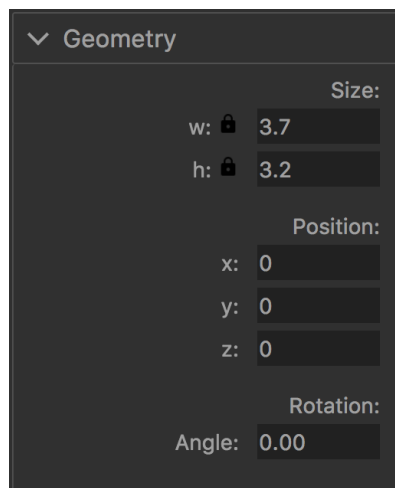 Geometry
Size:
w: 3.7
h: 3.2
Position:
x: 0
y: 0
z: 0
Rotation:
Angle: 0.00